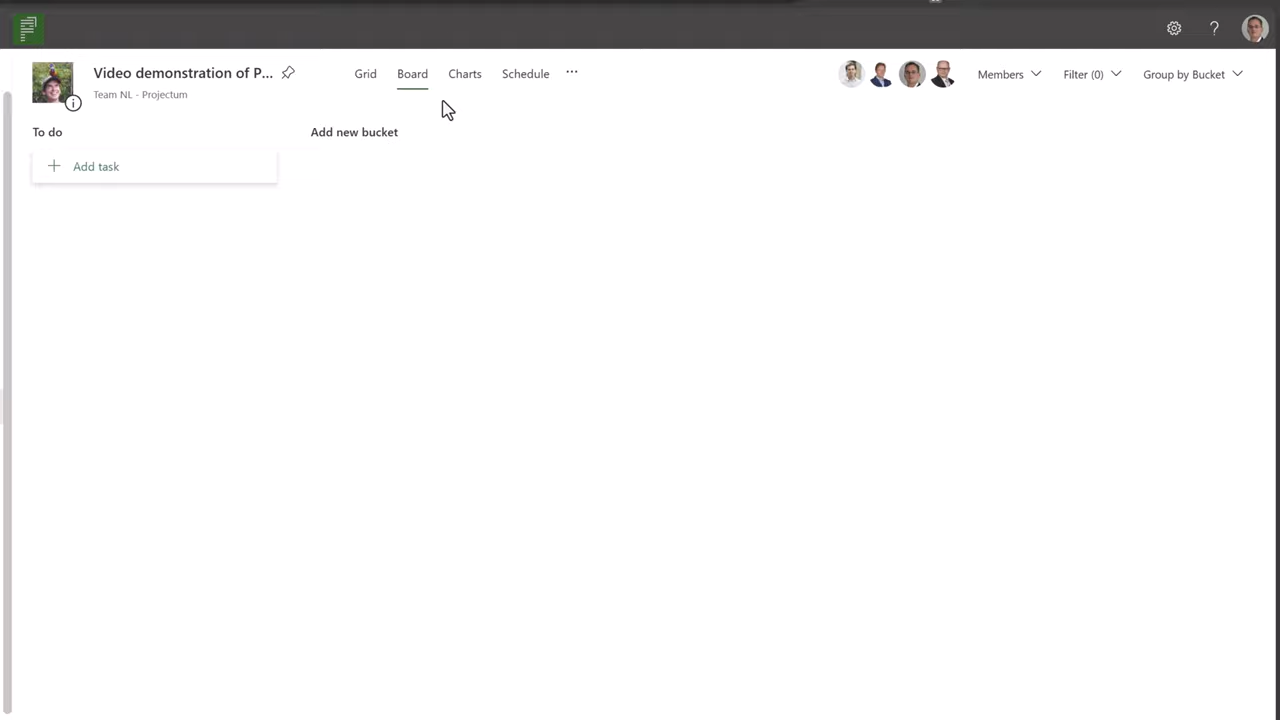 Video demonstration of P...
Team NL - Projectum
Grid
Board
Charts
Schedule
...
Members
Filter (0)
Group by Bucket
To do
Add new bucket
+ Add task